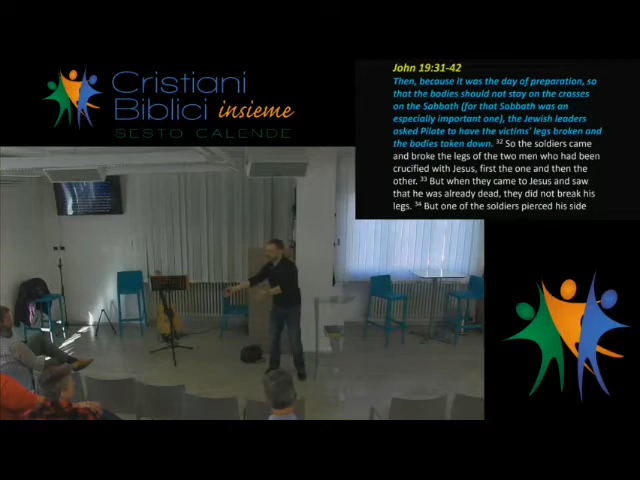 Cristiani
Biblici insieme
SESTO CALENDE
John 19:31-42
Then, because it was the day of preparation, so
that the bodies should not stay on the crosses
on the Sabbath (for that Sabbath was an
especially important one), the Jewish leaders
asked Pilate to have the victims' legs broken and
the bodies taken down. 32 So the soldiers came
and broke the legs of the two men who had been
crucified with Jesus, first the one and then the
other. 33 But when they came to Jesus and saw
that he was already dead, they did not break his
legs. 34 But one of the soldiers pierced his side